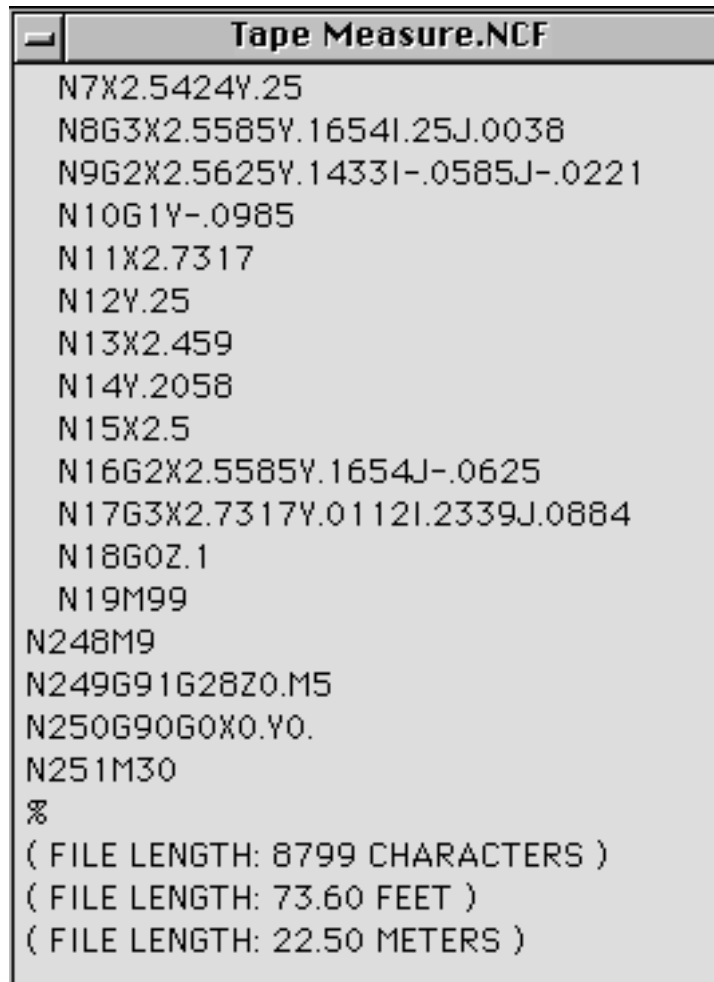 Tape Measure.NCF
N7X2.5424Y.25
N8G3X2.5585Y.1654I.25J.0038
N9G2X2.5625Y.1433I-.0585J-.0221
N10G1Y-.0985
N11X2.7317
N12Y.25
N13X2.459
N14Y.2058
N15X2.5
N16G2X2.5585Y.1654J-.0625
N17G3X2.7317Y.0112I.2339J.0884
N18G0Z.1
N19M99
N248M9
N249G91G28Z0.M5
N250G90G0X0.Y0.
N251M30
%
( FILE LENGTH: 8799 CHARACTERS )
( FILE LENGTH: 73.60 FEET )
( FILE LENGTH: 22.50 METERS )